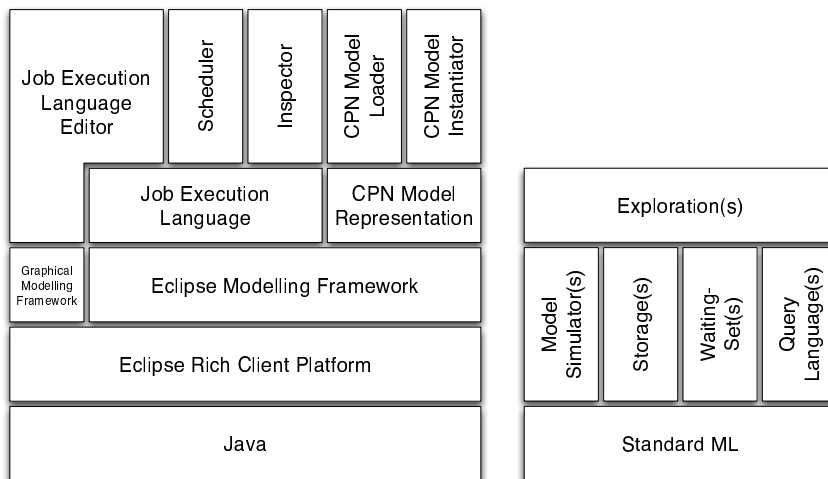 Job Execution
Language
Editor
Scheduler
Inspector
CPN Model
Loader
CPN Model
Instantiator
Job Execution
Language
CPN Model
Representation
Exploration(s)
Graphical
Modelling
Framework
Eclipse Modelling Framework
Model
Simulator(s)
Storage(s)
Waiting-
Set(s)
Query
Language(s)
Eclipse Rich Client Platform
Java
Standard ML